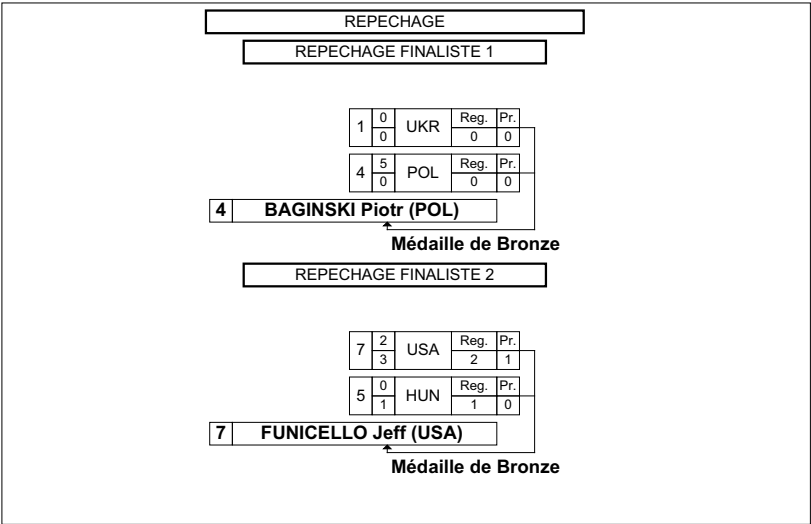 REPECHAGE
REPECHAGE FINALISTE 1
1 0 UKR Reg. Pr.
0 0 0
4 5 POL Reg. Pr.
0 0 0
4 BAGINSKI Piotr (POL)
Médaille de Bronze
REPECHAGE FINALISTE 2
7 2 USA Reg. Pr.
3 2 1
5 0 HUN Reg. Pr.
1 1 0
7 FUNICELLO Jeff (USA)
Médaille de Bronze